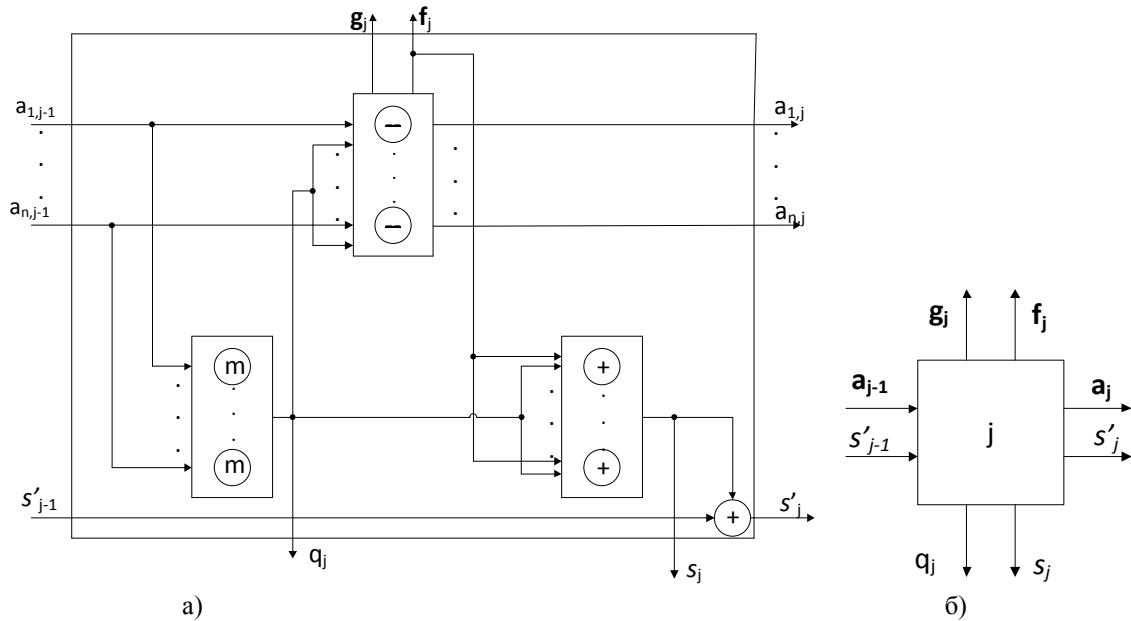 gj fj
a1,j-1 a1,j
− 
an,j-1 an,j
−
m +
m +
s'j-1 + s'j
qj sj
а)
gj fj
aj-1 aj
j
s'j-1 s'j
qj sj
б)